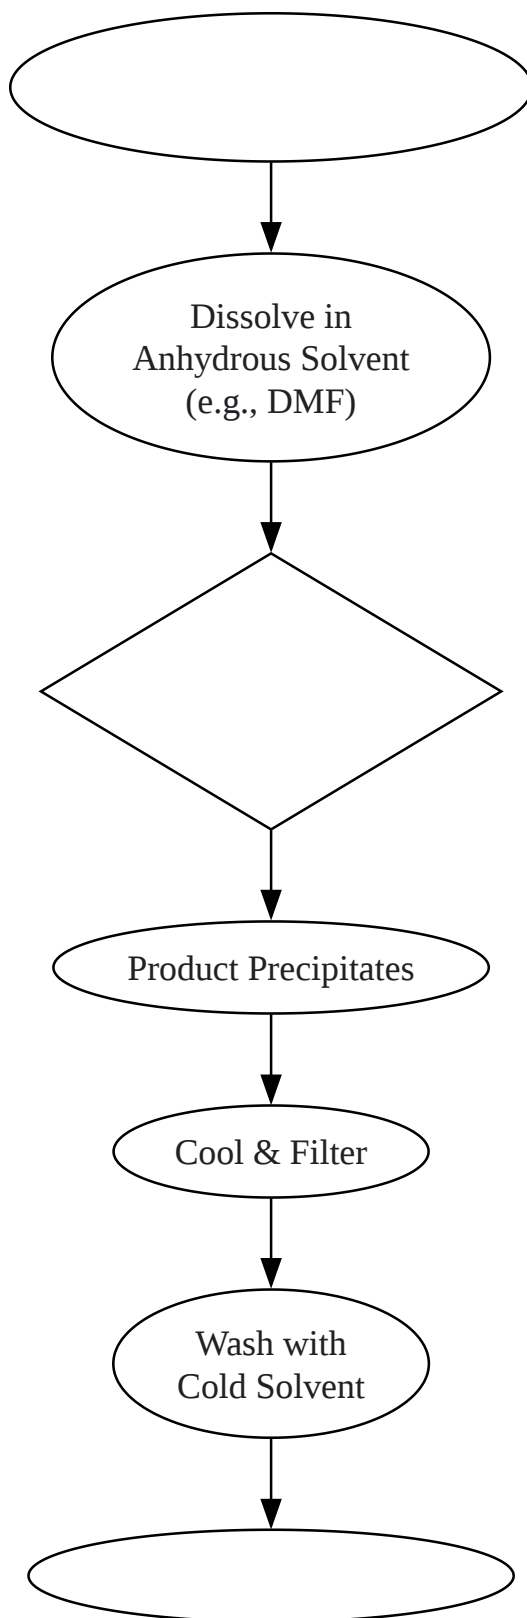 Dissolve in
Anhydrous Solvent
(e.g., DMF)
Product Precipitates
Cool & Filter
Wash with
Cold Solvent